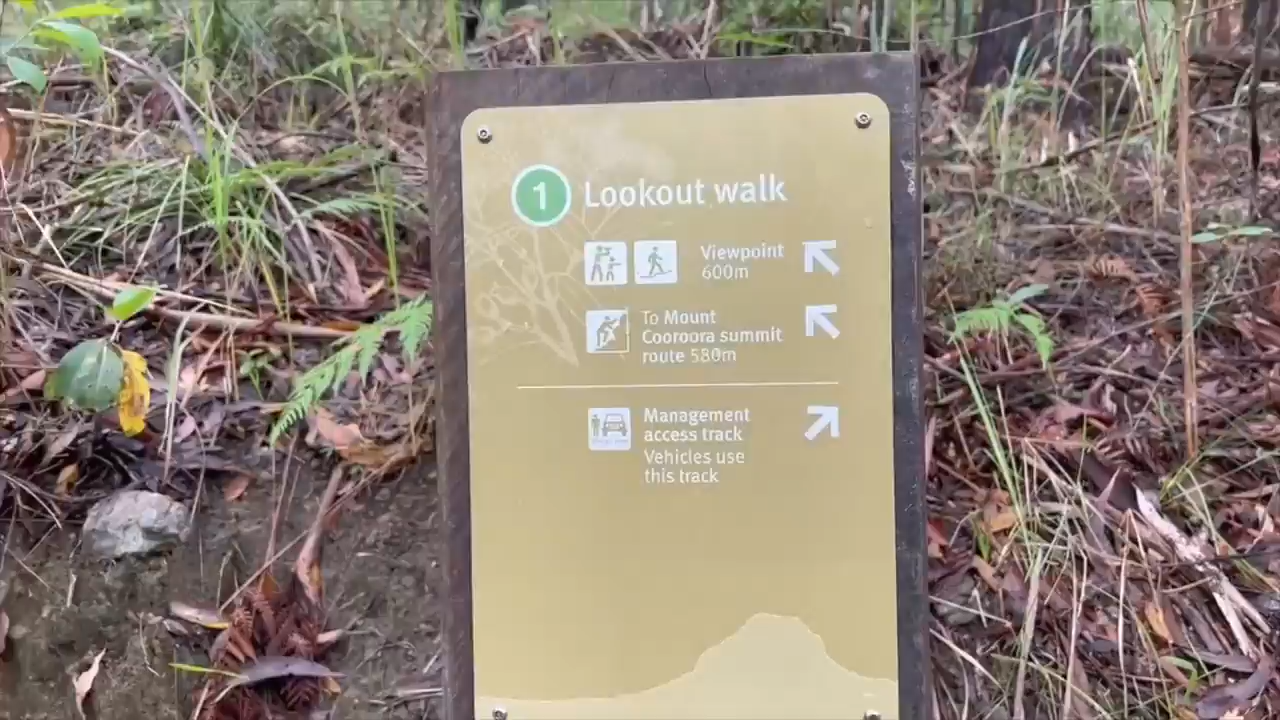 1 Lookout walk
Viewpoint
600m
To Mount
Cooroora summit
route 580m
Management
access track
Vehicles use
this track